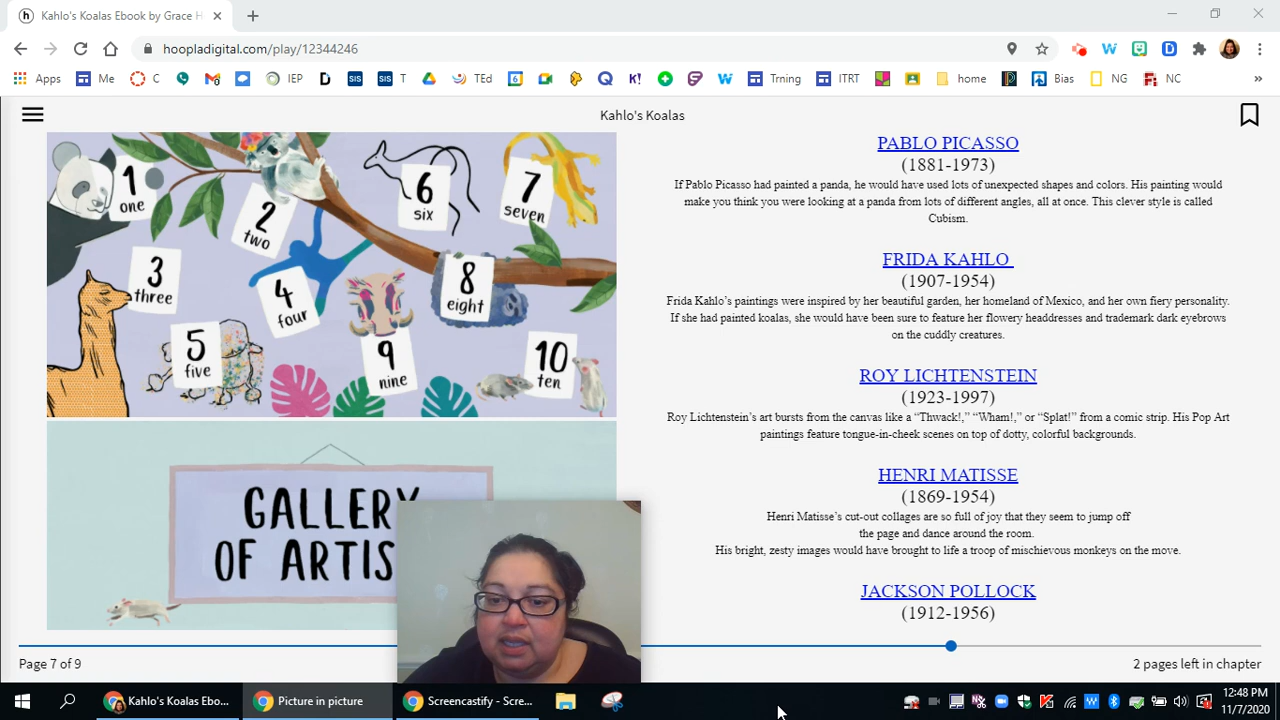 Kahlo's Koalas Ebook by Grace H
hoopladigital.com/play/12344246
Apps Me C IEP SIS SIS T TEd Trning ITRT home Bias NG NC
Kahlo's Koalas
1
one
2
two
3
three
4
four
5
five
6
six
7
seven
8
eight
9
nine
10
ten
GALLERY
OF ARTIS
PABLO PICASSO
(1881-1973)
If Pablo Picasso had painted a panda, he would have used lots of unexpected shapes and colors. His painting would
make you think you were looking at a panda from lots of different angles, all at once. This clever style is called
Cubism.
FRIDA KAHLO
(1907-1954)
Frida Kahlo’s paintings were inspired by her beautiful garden, her homeland of Mexico, and her own fiery personality.
If she had painted koalas, she would have been sure to feature her flowery headdresses and trademark dark eyebrows
on the cuddly creatures.
ROY LICHTENSTEIN
(1923-1997)
Roy Lichtenstein’s art bursts from the canvas like a “Thwack!,” “Wham!,” or “Splat!” from a comic strip. His Pop Art
paintings feature tongue-in-cheek scenes on top of dotty, colorful backgrounds.
HENRI MATISSE
(1869-1954)
Henri Matisse’s cut-out collages are so full of joy that they seem to jump off
the page and dance around the room.
His bright, zesty images would have brought to life a troop of mischievous monkeys on the move.
JACKSON POLLOCK
(1912-1956)
Page 7 of 9
2 pages left in chapter
Kahlo's Koalas Ebo... Picture in picture Screencastify - Scre...
12:48 PM
11/7/2020